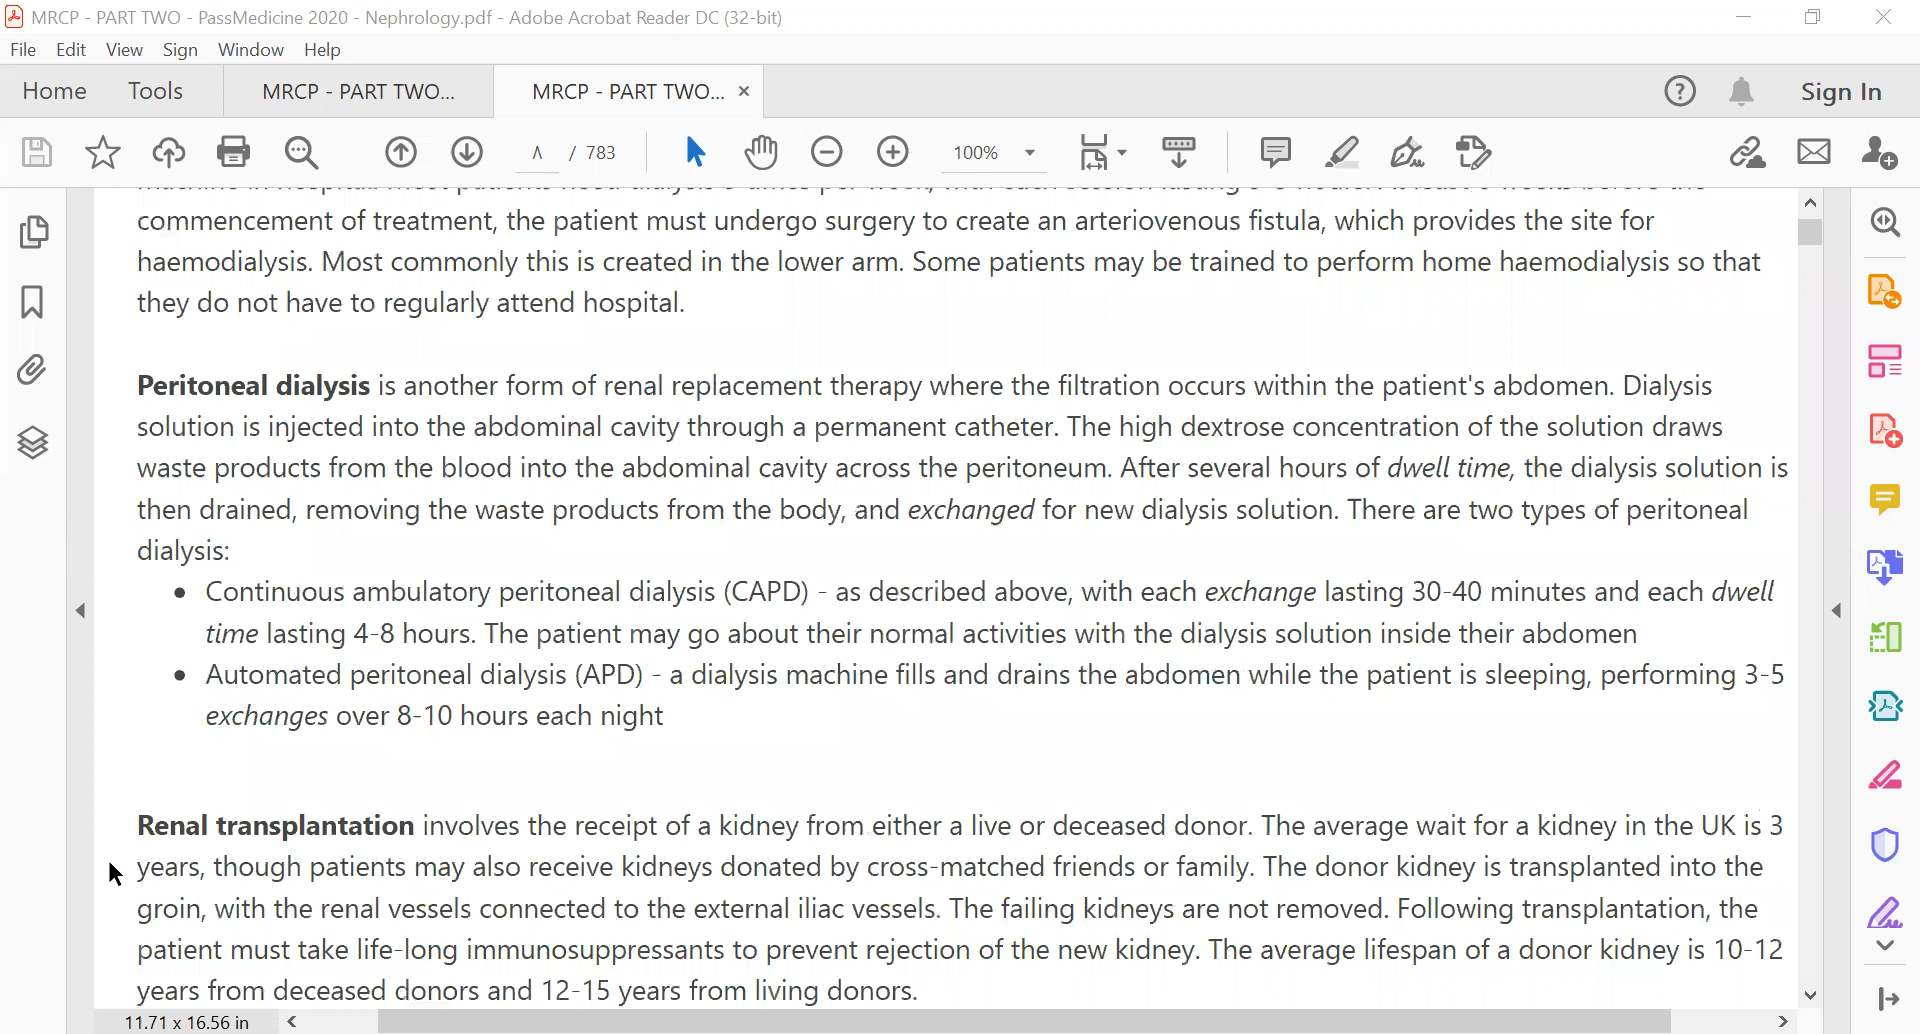 MRCP - PART TWO - PassMedicine 2020 - Nephrology.pdf - Adobe Acrobat Reader DC (32-bit)
File Edit View Sign Window Help
Home Tools MRCP - PART TWO... MRCP - PART TWO... × Sign In
/ 783 100%
commencement of treatment, the patient must undergo surgery to create an arteriovenous fistula, which provides the site for
haemodialysis. Most commonly this is created in the lower arm. Some patients may be trained to perform home haemodialysis so that
they do not have to regularly attend hospital.
Peritoneal dialysis is another form of renal replacement therapy where the filtration occurs within the patient's abdomen. Dialysis
solution is injected into the abdominal cavity through a permanent catheter. The high dextrose concentration of the solution draws
waste products from the blood into the abdominal cavity across the peritoneum. After several hours of dwell time, the dialysis solution is
then drained, removing the waste products from the body, and exchanged for new dialysis solution. There are two types of peritoneal
dialysis:
• Continuous ambulatory peritoneal dialysis (CAPD) - as described above, with each exchange lasting 30-40 minutes and each dwell
time lasting 4-8 hours. The patient may go about their normal activities with the dialysis solution inside their abdomen
• Automated peritoneal dialysis (APD) - a dialysis machine fills and drains the abdomen while the patient is sleeping, performing 3-5
exchanges over 8-10 hours each night
Renal transplantation involves the receipt of a kidney from either a live or deceased donor. The average wait for a kidney in the UK is 3
years, though patients may also receive kidneys donated by cross-matched friends or family. The donor kidney is transplanted into the
groin, with the renal vessels connected to the external iliac vessels. The failing kidneys are not removed. Following transplantation, the
patient must take life-long immunosuppressants to prevent rejection of the new kidney. The average lifespan of a donor kidney is 10-12
years from deceased donors and 12-15 years from living donors.
11.71 x 16.56 in